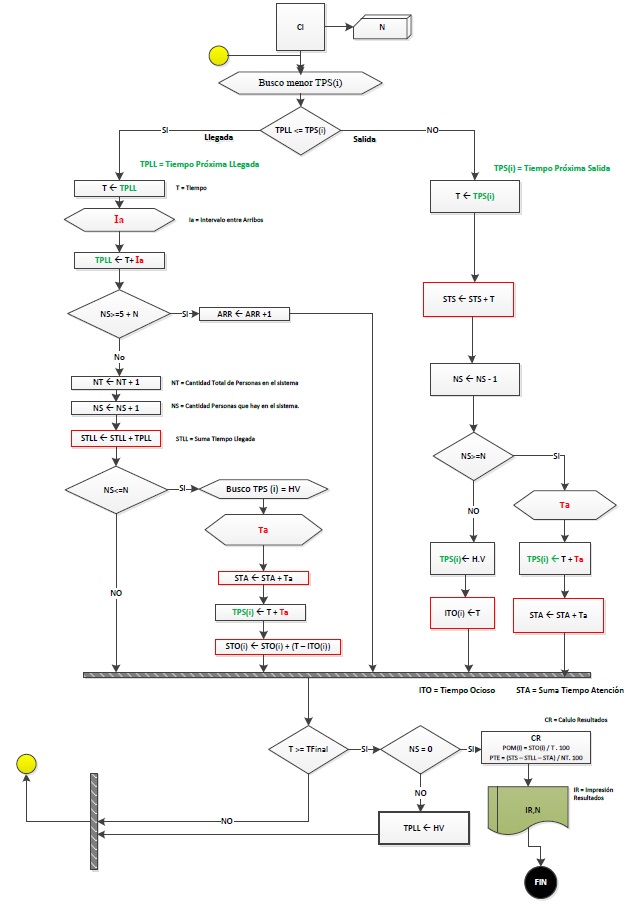 CI
N
Busco menor TPS(i)
TPLL <= TPS(i)
SI
Llegada
Salida
NO
TPLL = Tiempo Próxima LLegada
TPS(i) = Tiempo Próxima Salida
T ← TPLL
T = Tiempo
T ← TPS(i)
Ia
Ia = Intervalo entre Arribos
TPLL ← T+ Ia
STS ← STS + T
NS>=5 + N
SI
ARR ← ARR +1
No
NT ← NT + 1
NT = Cantidad Total de Personas en el sistema
NS ← NS - 1
NS ← NS + 1
NS = Cantidad Personas que hay en el sistema.
STLL ← STLL + TPLL
STLL = Suma Tiempo Llegada
NS>=N
SI
NS<=N
SI
Busco TPS (i) = HV
Ta
NO
Ta
TPS(i)← H.V
TPS(i) ← T + Ta
STA ← STA + Ta
NO
TPS(i) ← T + Ta
ITO(i) ←T
STA ← STA + Ta
STO(i) ← STO(i) + (T – ITO(i))
ITO = Tiempo Ocioso
STA = Suma Tiempo Atención
CR = Calulo Resultados
T >= TFinal
SI
NS = 0
SI
CR
POM(i) = STO(i) / T . 100
PTE = (STS – STLL – STA) / NT. 100
NO
IR = Impresión
Resultados
IR,N
NO
TPLL ← HV
FIN